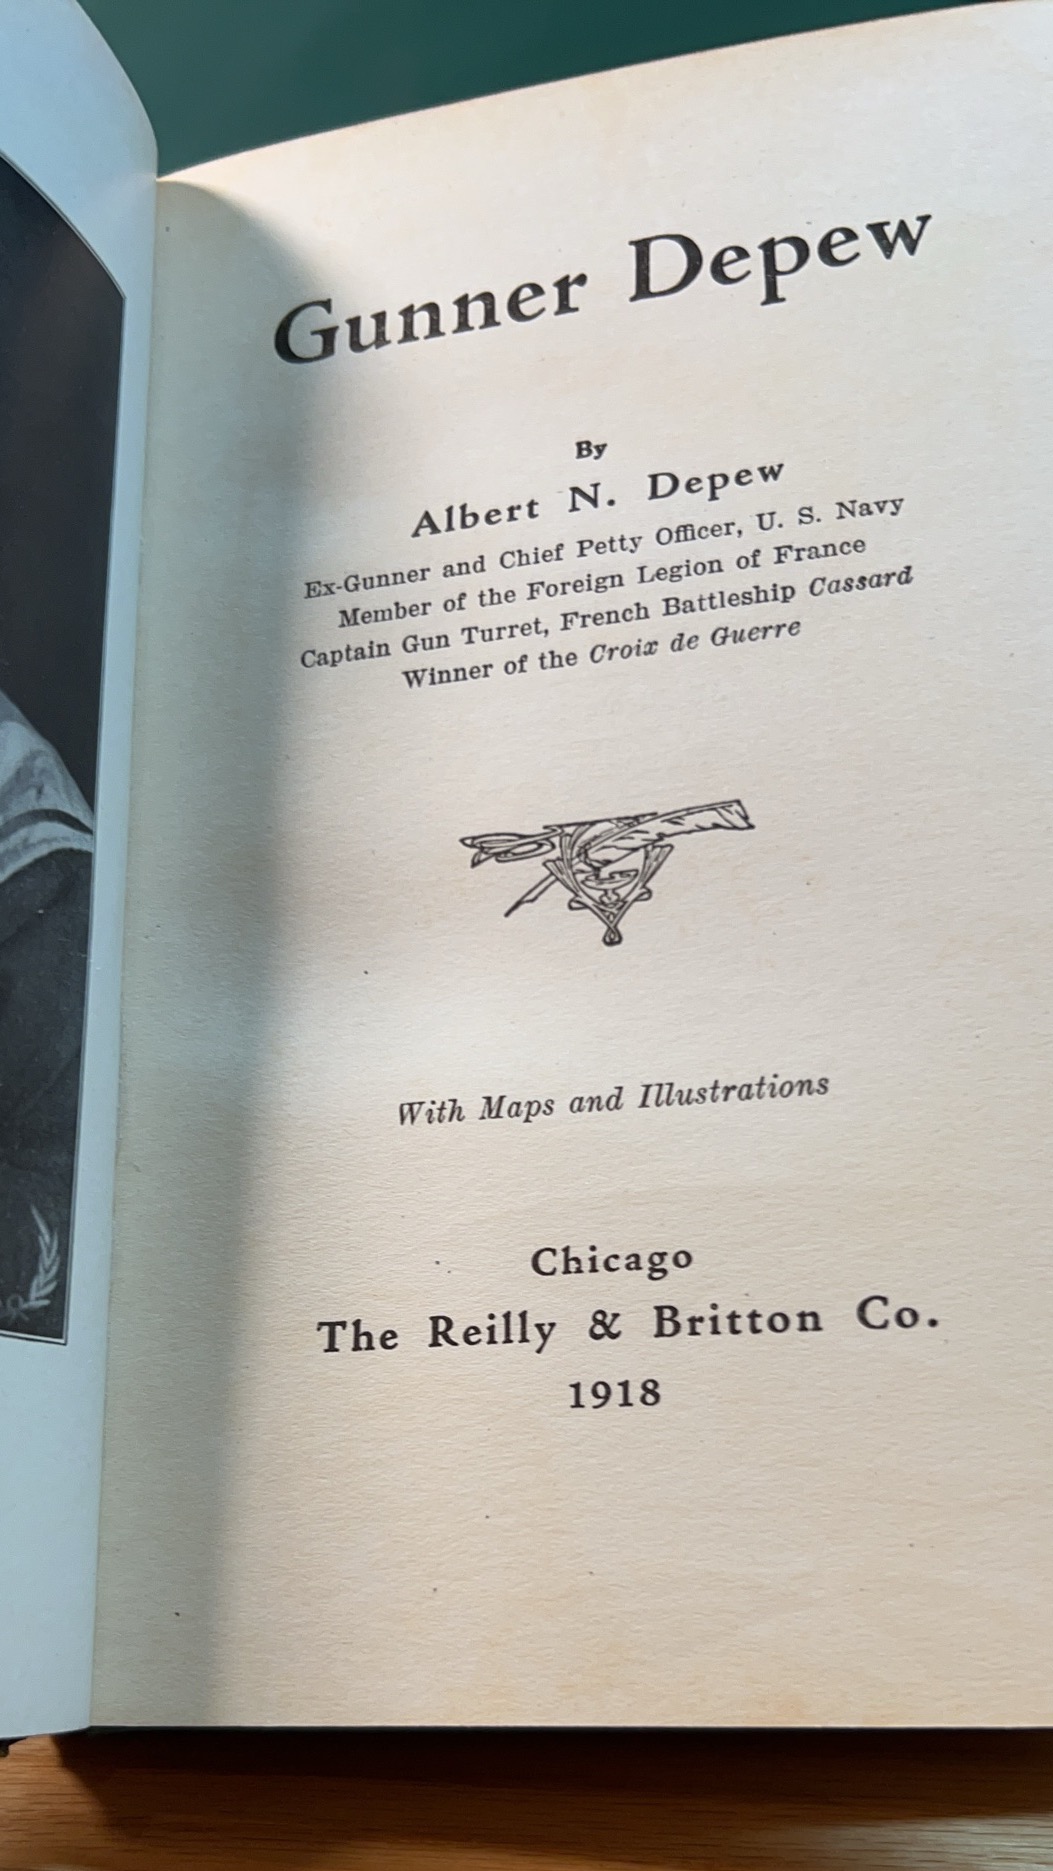 Gunner Depew
By
Albert N. Depew
Ex-Gunner and Chief Petty Officer, U. S. Navy
Member of the Foreign Legion of France
Captain Gun Turret, French Battleship Cassard
Winner of the Croix de Guerre
With Maps and Illustrations
Chicago
The Reilly & Britton Co.
1918